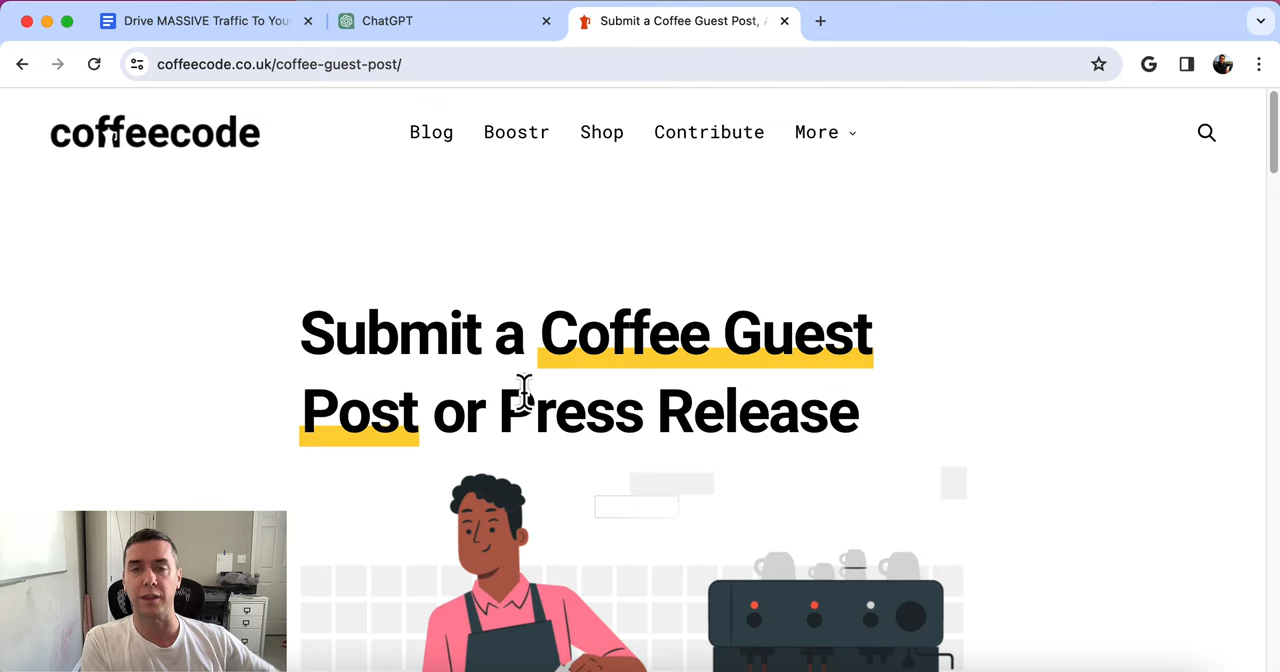 Drive MASSIVE Traffic To You
ChatGPT
Submit a Coffee Guest Post, A
coffeecode.co.uk/coffee-guest-post/
coffeecode
Blog
Boostr
Shop
Contribute
More
Submit a Coffee Guest
Post or Press Release